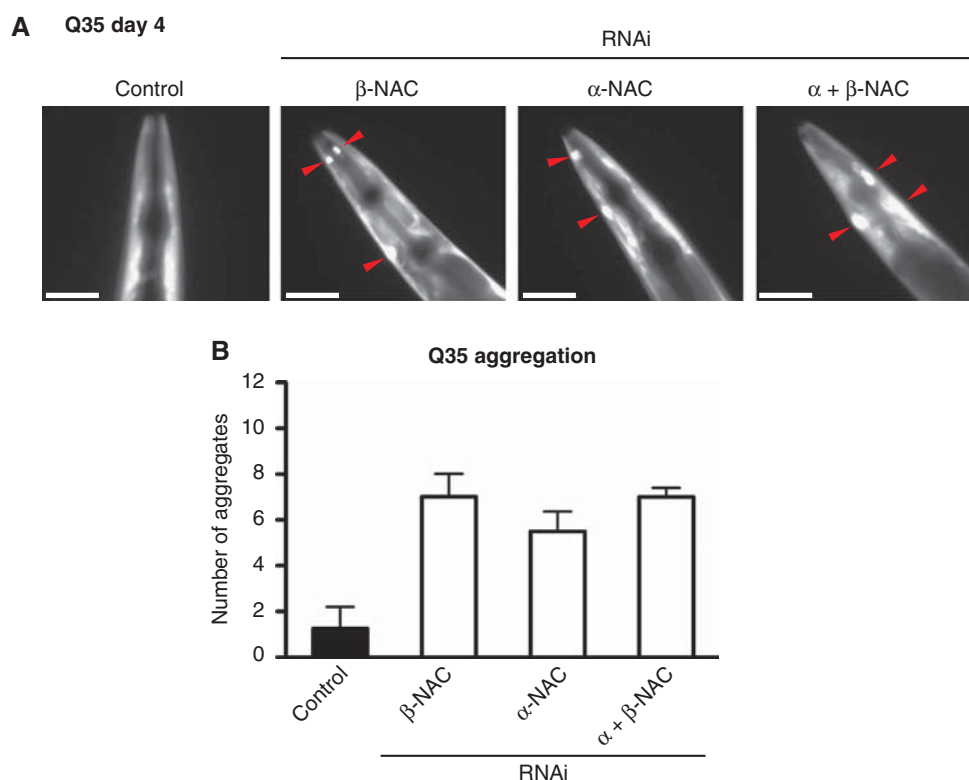 A Q35 day 4
RNAi
Control
β-NAC
α-NAC
α + β-NAC
B
Q35 aggregation
Number of aggregates
12
10
8
6
4
2
0
Control
β-NAC
α-NAC
α + β-NAC
RNAi